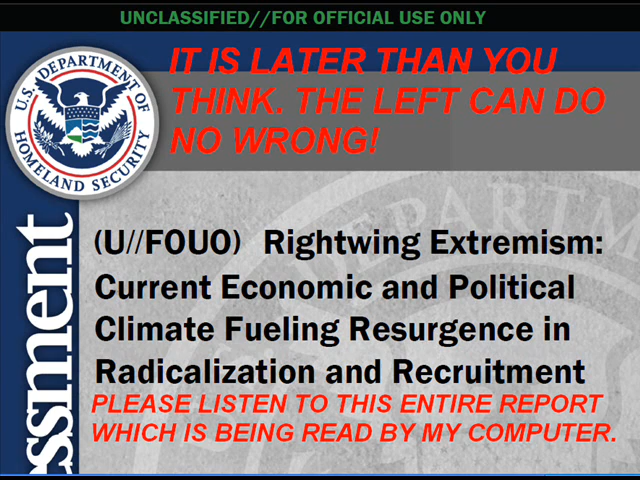 UNCLASSIFIED//FOR OFFICIAL USE ONLY
IT IS LATER THAN YOU
THINK. THE LEFT CAN DO
NO WRONG!
U.S. DEPARTMENT OF
HOMELAND SECURITY
ssment
DEPARTM
(U//FOUO) Rightwing Extremism:
Current Economic and Political
Climate Fueling Resurgence in
Radicalization and Recruitment
PLEASE LISTEN TO THIS ENTIRE REPORT
WHICH IS BEING READ BY MY COMPUTER.